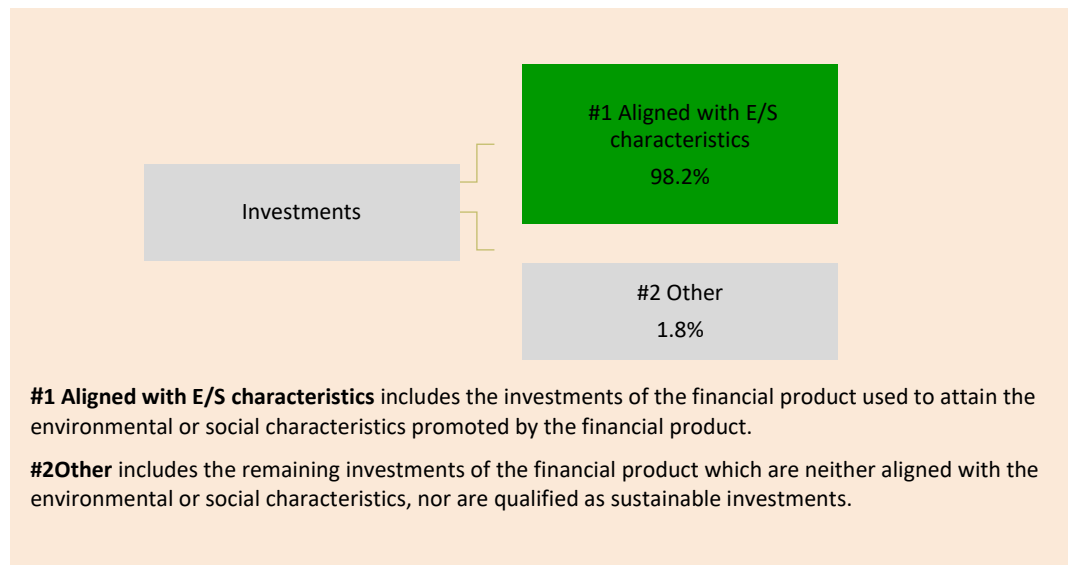 #1 Aligned with E/S
characteristics
98.2%
Investments
#2 Other
1.8%
#1 Aligned with E/S characteristics includes the investments of the financial product used to attain the
environmental or social characteristics promoted by the financial product.
#2Other includes the remaining investments of the financial product which are neither aligned with the
environmental or social characteristics, nor are qualified as sustainable investments.